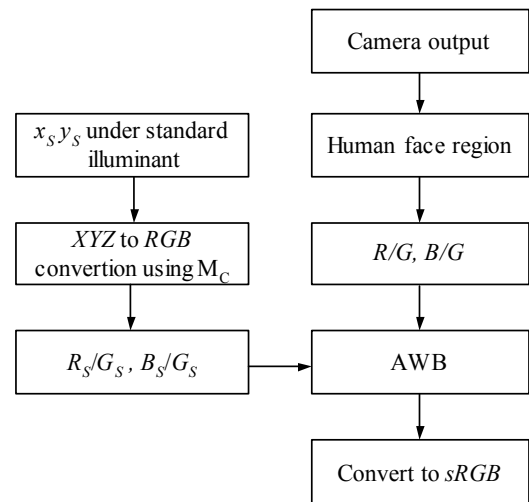 Camera output
x_S y_S under standard
illuminant
Human face region
XYZ to RGB
convertion using M_C
R/G, B/G
R_S/G_S , B_S/G_S
AWB
Convert to sRGB